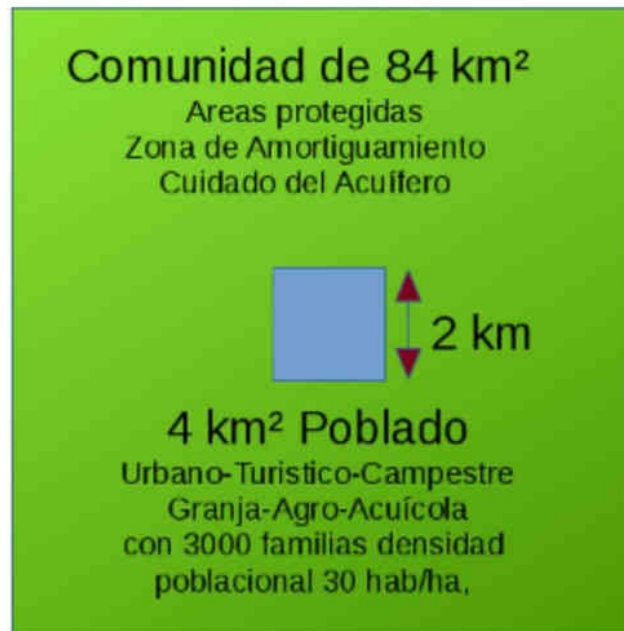 Comunidad de 84 km²
Areas protegidas
Zona de Amortiguamiento
Cuidado del Acuífero
2 km
4 km² Poblado
Urbano-Turistico-Campestre
Granja-Agro-Acuícola
con 3000 familias densidad
poblacional 30 hab/ha,